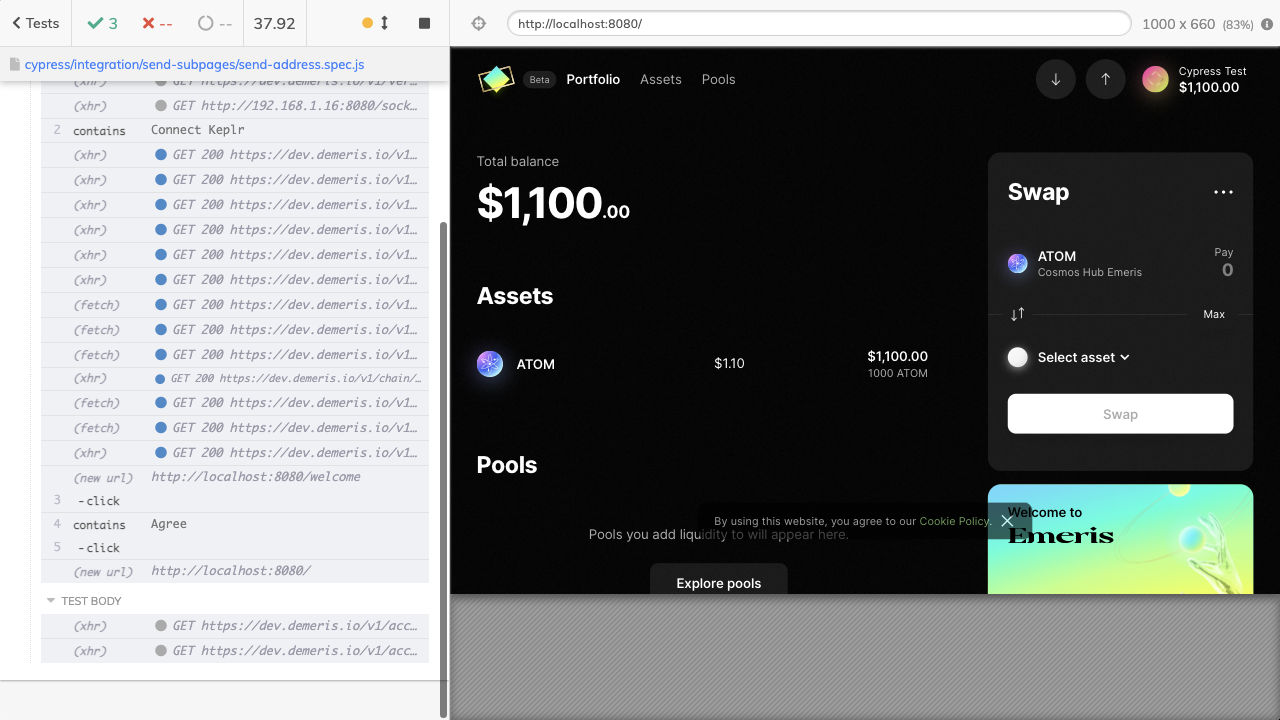 Tests
3
--
--
37.92
http://localhost:8080/
1000 x 660 (83%)
cypress/integration/send-subpages/send-address.spec.js
(xhr) GET https://dev.demeris.io/v1/ver…
(xhr) GET http://192.168.1.16:8080/sock…
2 contains Connect Keplr
(xhr) GET 200 https://dev.demeris.io/v1…
(xhr) GET 200 https://dev.demeris.io/v1…
(xhr) GET 200 https://dev.demeris.io/v1…
(xhr) GET 200 https://dev.demeris.io/v1…
(xhr) GET 200 https://dev.demeris.io/v1…
(xhr) GET 200 https://dev.demeris.io/v1…
(fetch) GET 200 https://dev.demeris.io/v1…
(fetch) GET 200 https://dev.demeris.io/v1…
(fetch) GET 200 https://dev.demeris.io/v1…
(xhr) GET 200 https://dev.demeris.io/v1/chain/…
(fetch) GET 200 https://dev.demeris.io/v1…
(fetch) GET 200 https://dev.demeris.io/v1…
(xhr) GET 200 https://dev.demeris.io/v1…
(new url) http://localhost:8080/welcome
3 -click
4 contains Agree
5 -click
(new url) http://localhost:8080/
TEST BODY
(xhr) GET https://dev.demeris.io/v1/acc…
(xhr) GET https://dev.demeris.io/v1/acc…
Beta
Portfolio
Assets
Pools
Cypress Test
$1,100.00
Total balance
$1,100.00
Assets
ATOM
$1.10
$1,100.00
1000 ATOM
Pools
Pools you add liquidity to will appear here.
Explore pools
Swap
ATOM
Cosmos Hub Emeris
Pay
0
Max
Select asset
Swap
Welcome to
Emeris
By using this website, you agree to our Cookie Policy.